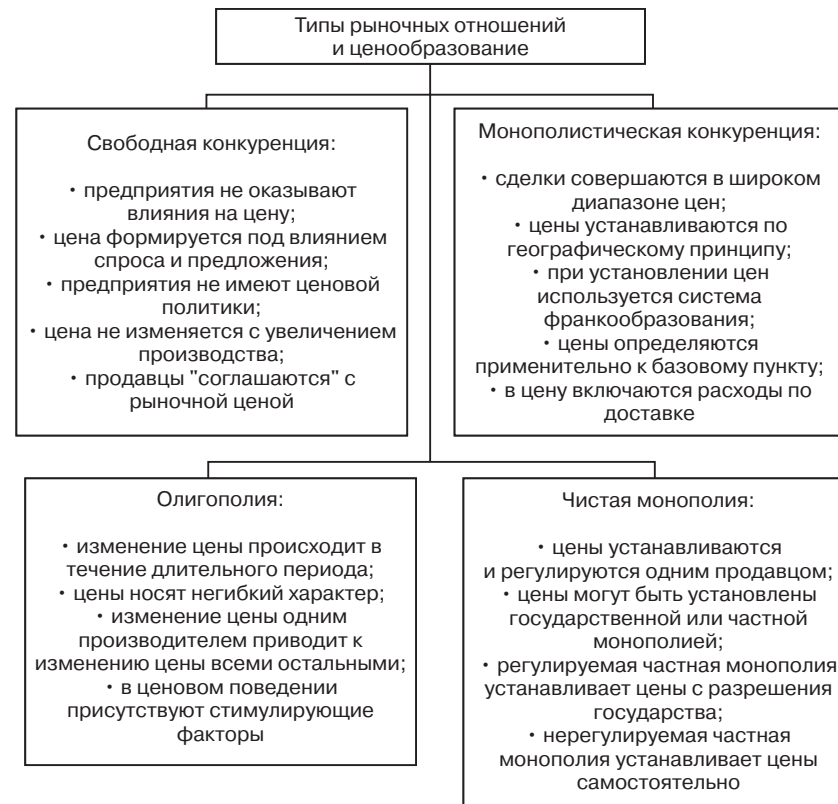 Типы рыночных отношений
и ценообразование
Свободная конкуренция:
• предприятия не оказывают
влияния на цену;
• цена формируется под влиянием
спроса и предложения;
• предприятия не имеют ценовой
политики;
• цена не изменяется с увеличением
производства;
• продавцы "соглашаются" с
рыночной ценой
Монополистическая конкуренция:
• сделки совершаются в широком
диапазоне цен;
• цены устанавливаются по
географическому принципу;
• при установлении цен
используется система
франкообразования;
• цены определяются
применительно к базовому пункту;
• в цену включаются расходы по
доставке
Олигополия:
• изменение цены происходит в
течение длительного периода;
• цены носят негибкий характер;
• изменение цены одним
производителем приводит к
изменению цены всеми остальными;
• в ценовом поведении
присутствуют стимулирующие
факторы
Чистая монополия:
• цены устанавливаются
и регулируются одним продавцом;
• цены могут быть установлены
государственной или частной
монополией;
• регулируемая частная монополия
устанавливает цены с разрешения
государства;
• нерегулируемая частная
монополия устанавливает цены
самостоятельно